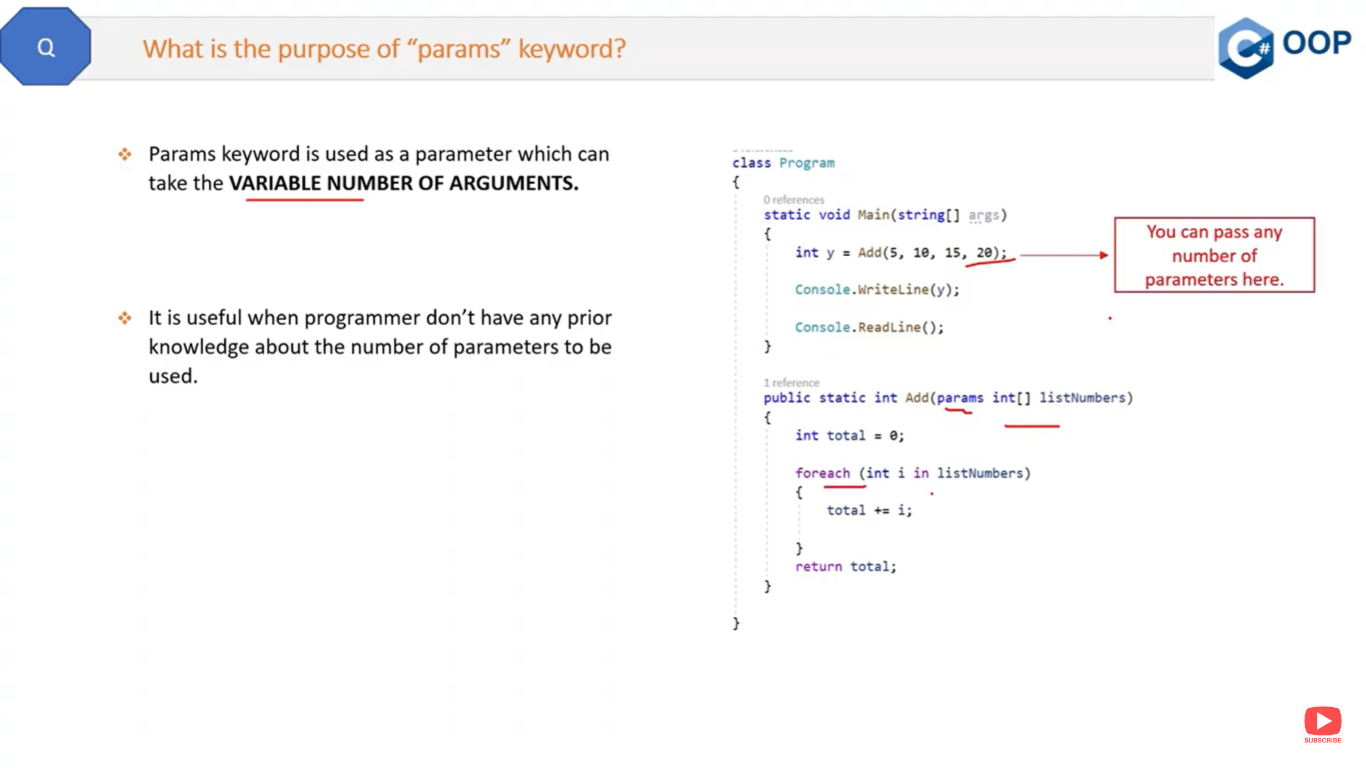 Q
What is the purpose of “params” keyword?
C# OOP
Params keyword is used as a parameter which can
take the VARIABLE NUMBER OF ARGUMENTS.
It is useful when programmer don’t have any prior
knowledge about the number of parameters to be
used.
class Program
{
0 references
static void Main(string[] args)
{
int y = Add(5, 10, 15, 20);
Console.WriteLine(y);
Console.ReadLine();
}
1 reference
public static int Add(params int[] listNumbers)
{
int total = 0;
foreach (int i in listNumbers)
{
total += i;
}
return total;
}
}
You can pass any
number of
parameters here.
SUBSCRIBE